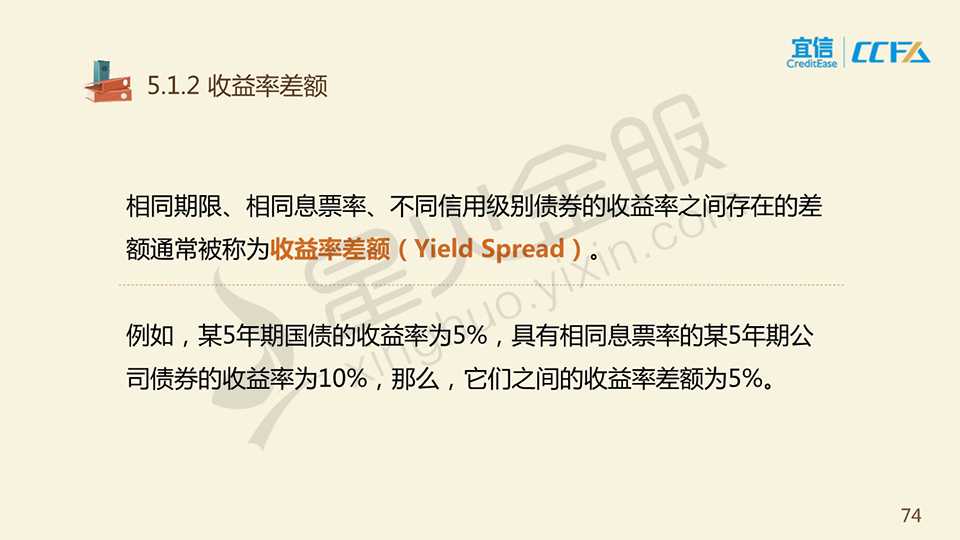 宜信
CreditEase
CCFA
5.1.2 收益率差额
相同期限、相同息票率、不同信用级别债券的收益率之间存在的差
额通常被称为收益率差额（Yield Spread）。
例如，某5年期国债的收益率为5%，具有相同息票率的某5年期公
司债券的收益率为10%，那么，它们之间的收益率差额为5%。
星火金服
xinghuo.yixin.com
74